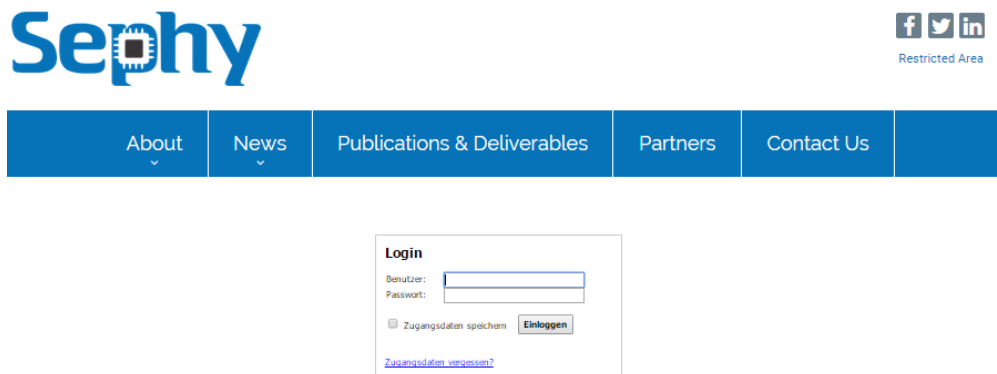 Sephy
Restricted Area
About
News
Publications & Deliverables
Partners
Contact Us
Login
Benutzer:
Passwort:
Zugangsdaten speichern
Einloggen
Zugangsdaten vergessen?